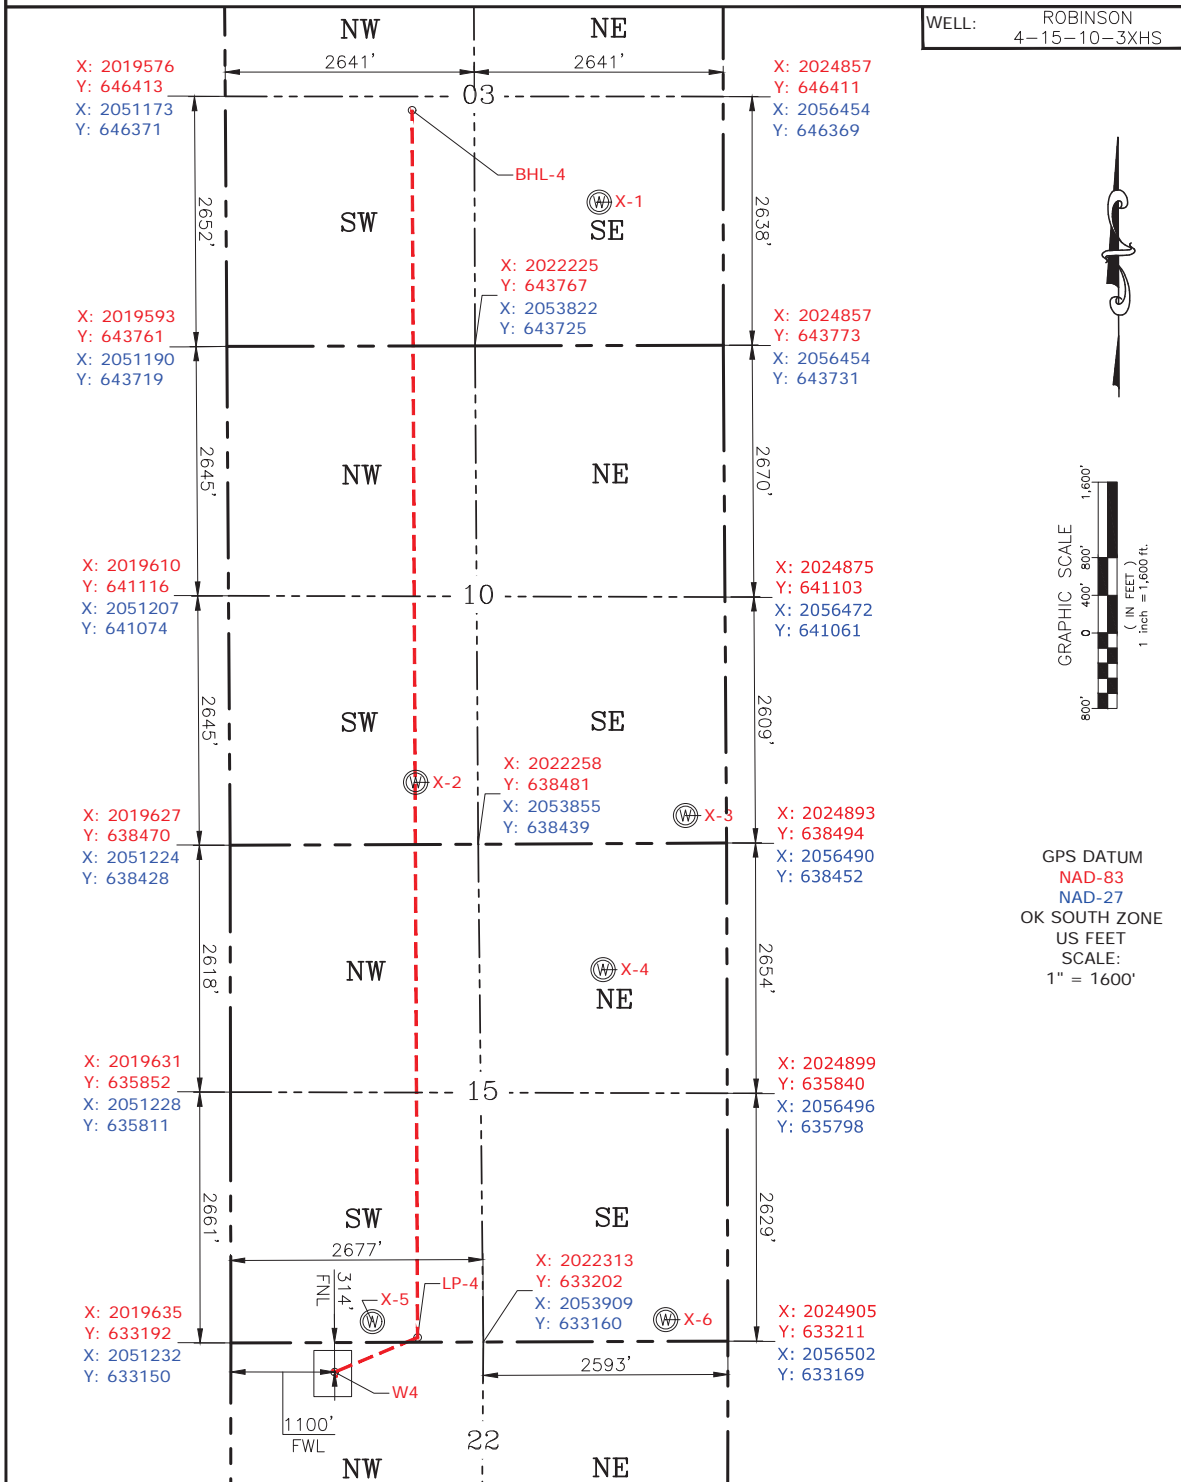 WELL: ROBINSON
4-15-10-3XHS
NW NE
2641' 2641'
X: 2019576
Y: 646413
X: 2051173
Y: 646371
X: 2024857
Y: 646411
X: 2056454
Y: 646369
03
BHL-4
W X-1
SW SE
2652' 2638'
X: 2022225
Y: 643767
X: 2053822
Y: 643725
X: 2019593
Y: 643761
X: 2051190
Y: 643719
X: 2024857
Y: 643773
X: 2056454
Y: 643731
NW NE
2645' 2670'
X: 2019610
Y: 641116
X: 2051207
Y: 641074
X: 2024875
Y: 641103
X: 2056472
Y: 641061
10
SW SE
2645' 2609'
X: 2022258
Y: 638481
X: 2053855
Y: 638439
W X-2
W X-3
X: 2019627
Y: 638470
X: 2051224
Y: 638428
X: 2024893
Y: 638494
X: 2056490
Y: 638452
2618' 2654'
NW NE
W X-4
X: 2019631
Y: 635852
X: 2051228
Y: 635811
X: 2024899
Y: 635840
X: 2056496
Y: 635798
15
2661' 2629'
SW SE
2677'
X: 2022313
Y: 633202
X: 2053909
Y: 633160
314'
FNL
X-5
W
LP-4
W X-6
X: 2019635
Y: 633192
X: 2051232
Y: 633150
X: 2024905
Y: 633211
X: 2056502
Y: 633169
2593'
W4
1100'
FWL
22
NW NE
GRAPHIC SCALE
800' 0 400' 800' 1,600'
( IN FEET )
1 inch = 1,600 ft.
GPS DATUM
NAD-83
NAD-27
OK SOUTH ZONE
US FEET
SCALE:
1" = 1600'